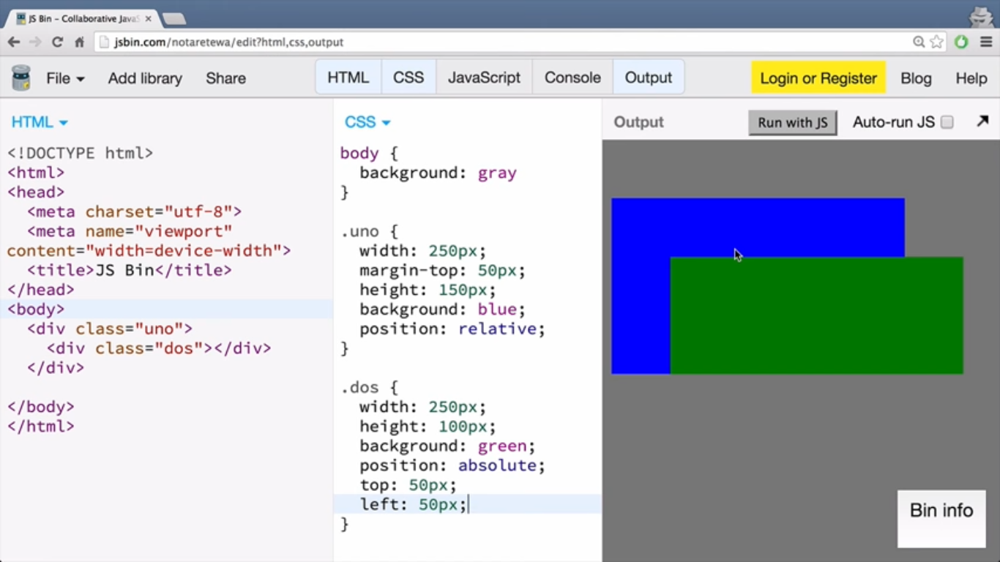 JS Bin – Collaborative JavaS
jsbin.com/notaretewa/edit?html,css,output
File Add library Share HTML CSS JavaScript Console Output Login or Register Blog Help
HTML
<!DOCTYPE html>
<html>
<head>
  <meta charset="utf-8">
  <meta name="viewport"
content="width=device-width">
  <title>JS Bin</title>
</head>
<body>
  <div class="uno">
    <div class="dos"></div>
  </div>
</body>
</html>
CSS
body {
  background: gray
}
.uno {
  width: 250px;
  margin-top: 50px;
  height: 150px;
  background: blue;
  position: relative;
}
.dos {
  width: 250px;
  height: 100px;
  background: green;
  position: absolute;
  top: 50px;
  left: 50px;
}
Output Run with JS Auto-run JS
Bin info